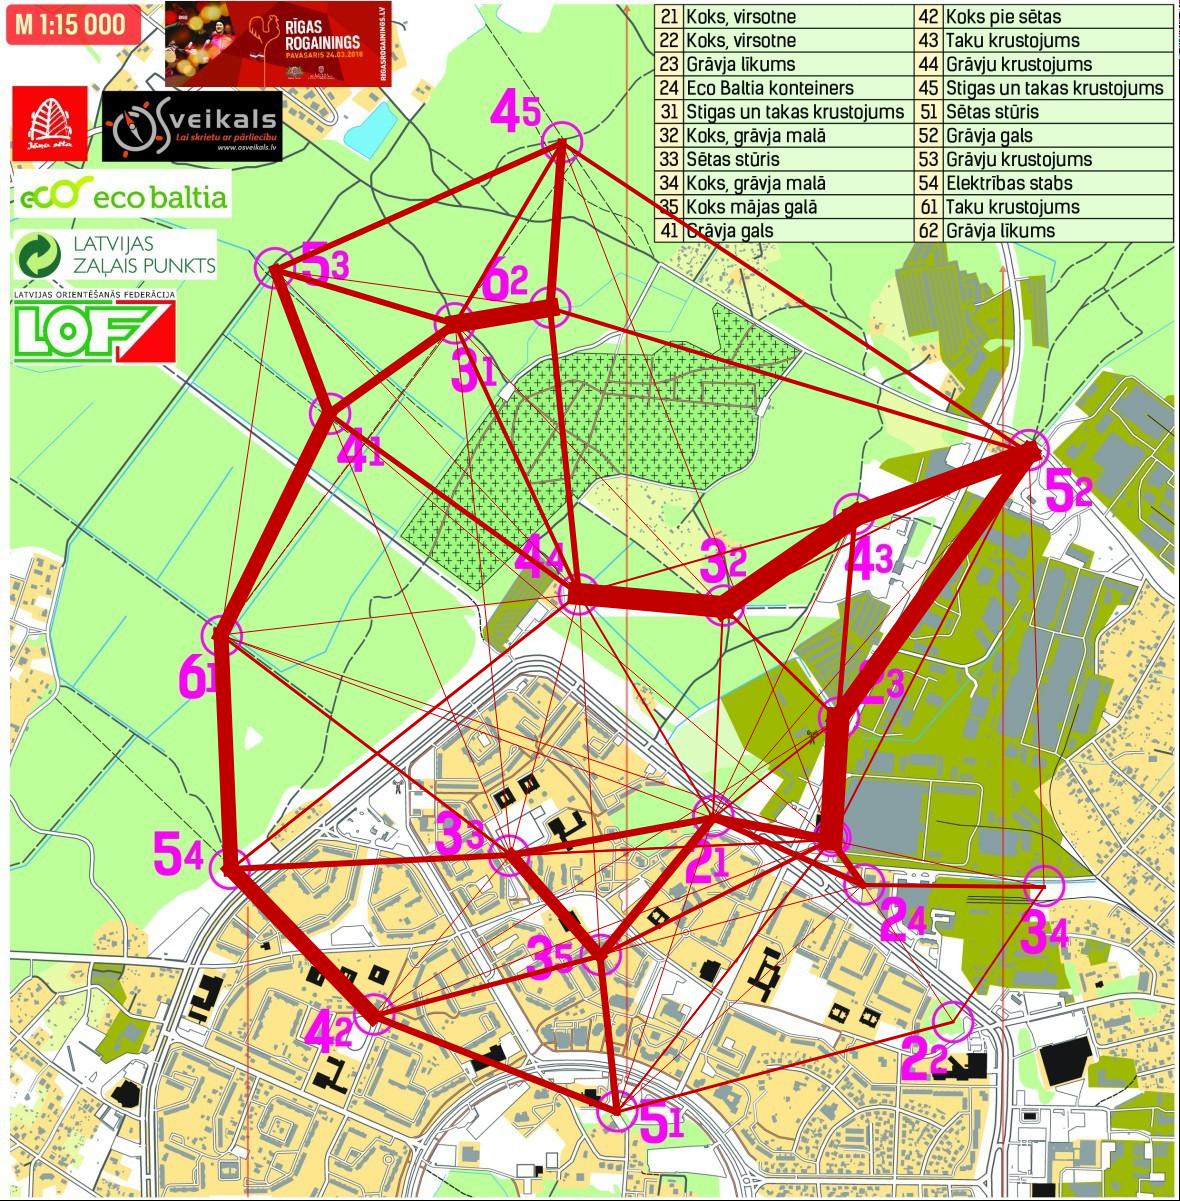 M 1:15 000
RĪGAS
ROGAININGS
PAVASARIS 24.03.2018
RIGASROGAININGS.LV
Jāņa sēta
OSveikals
Lai skrietu ar pārliecību
www.osveikals.lv
eco baltia
LATVIJAS
ZAĻAIS PUNKTS
LATVIJAS ORIENTĒŠANĀS FEDERĀCIJA
LOF
21 Koks, virsotne
22 Koks, virsotne
23 Grāvja līkums
24 Eco Baltia konteiners
31 Stigas un takas krustojums
32 Koks, grāvja malā
33 Sētas stūris
34 Koks, grāvja malā
35 Koks mājas galā
41 Grāvja gals
42 Koks pie sētas
43 Taku krustojums
44 Grāvju krustojums
45 Stigas un takas krustojums
51 Sētas stūris
52 Grāvja gals
53 Grāvju krustojums
54 Elektrības stabs
61 Taku krustojums
62 Grāvja līkums
45
53
62
31
41
52
44
32
43
61
23
54
33
21
24
34
35
42
22
51